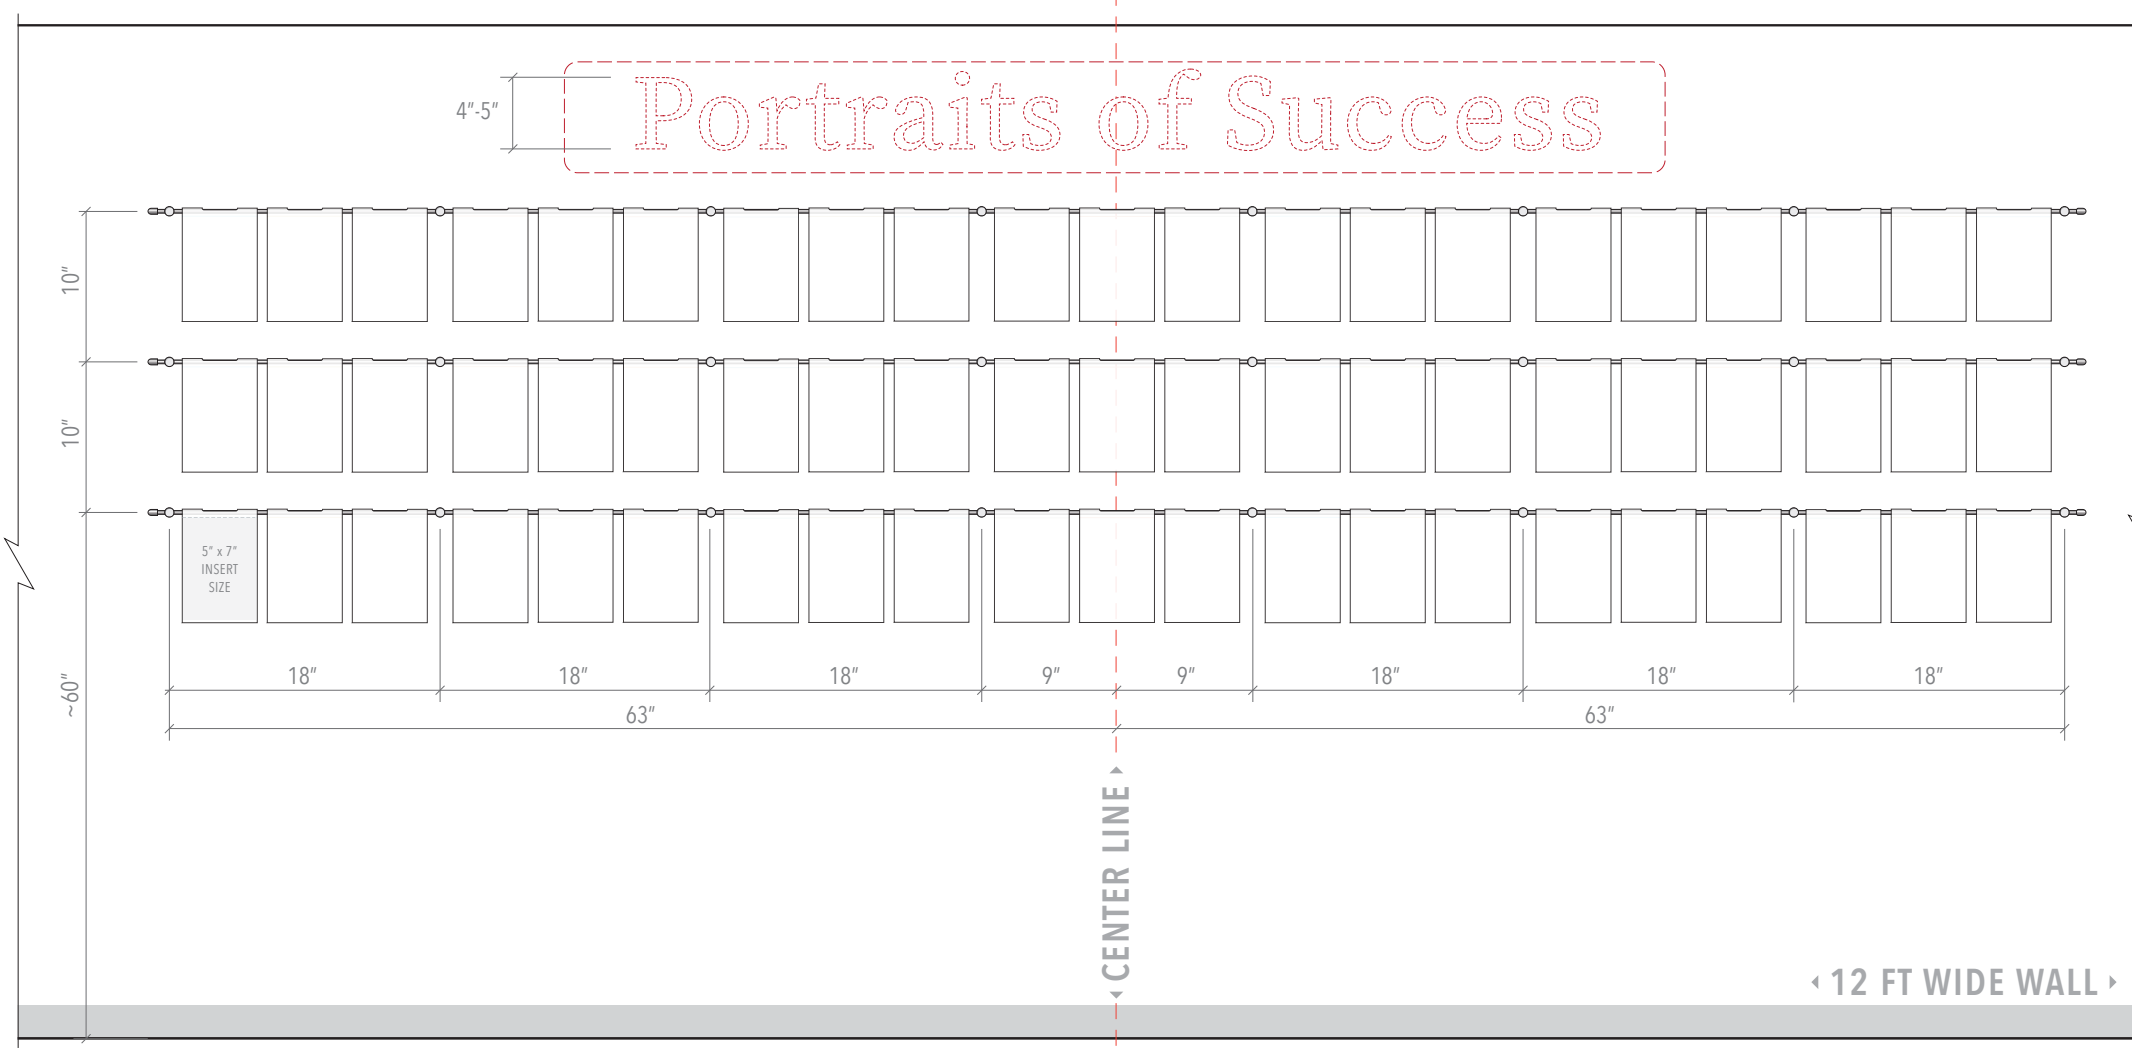 Portraits of Success
4"-5"
10"
10"
5" x 7"
INSERT
SIZE
~60"
18"
18"
18"
9"
9"
18"
18"
18"
63"
63"
CENTER LINE
12 FT WIDE WALL